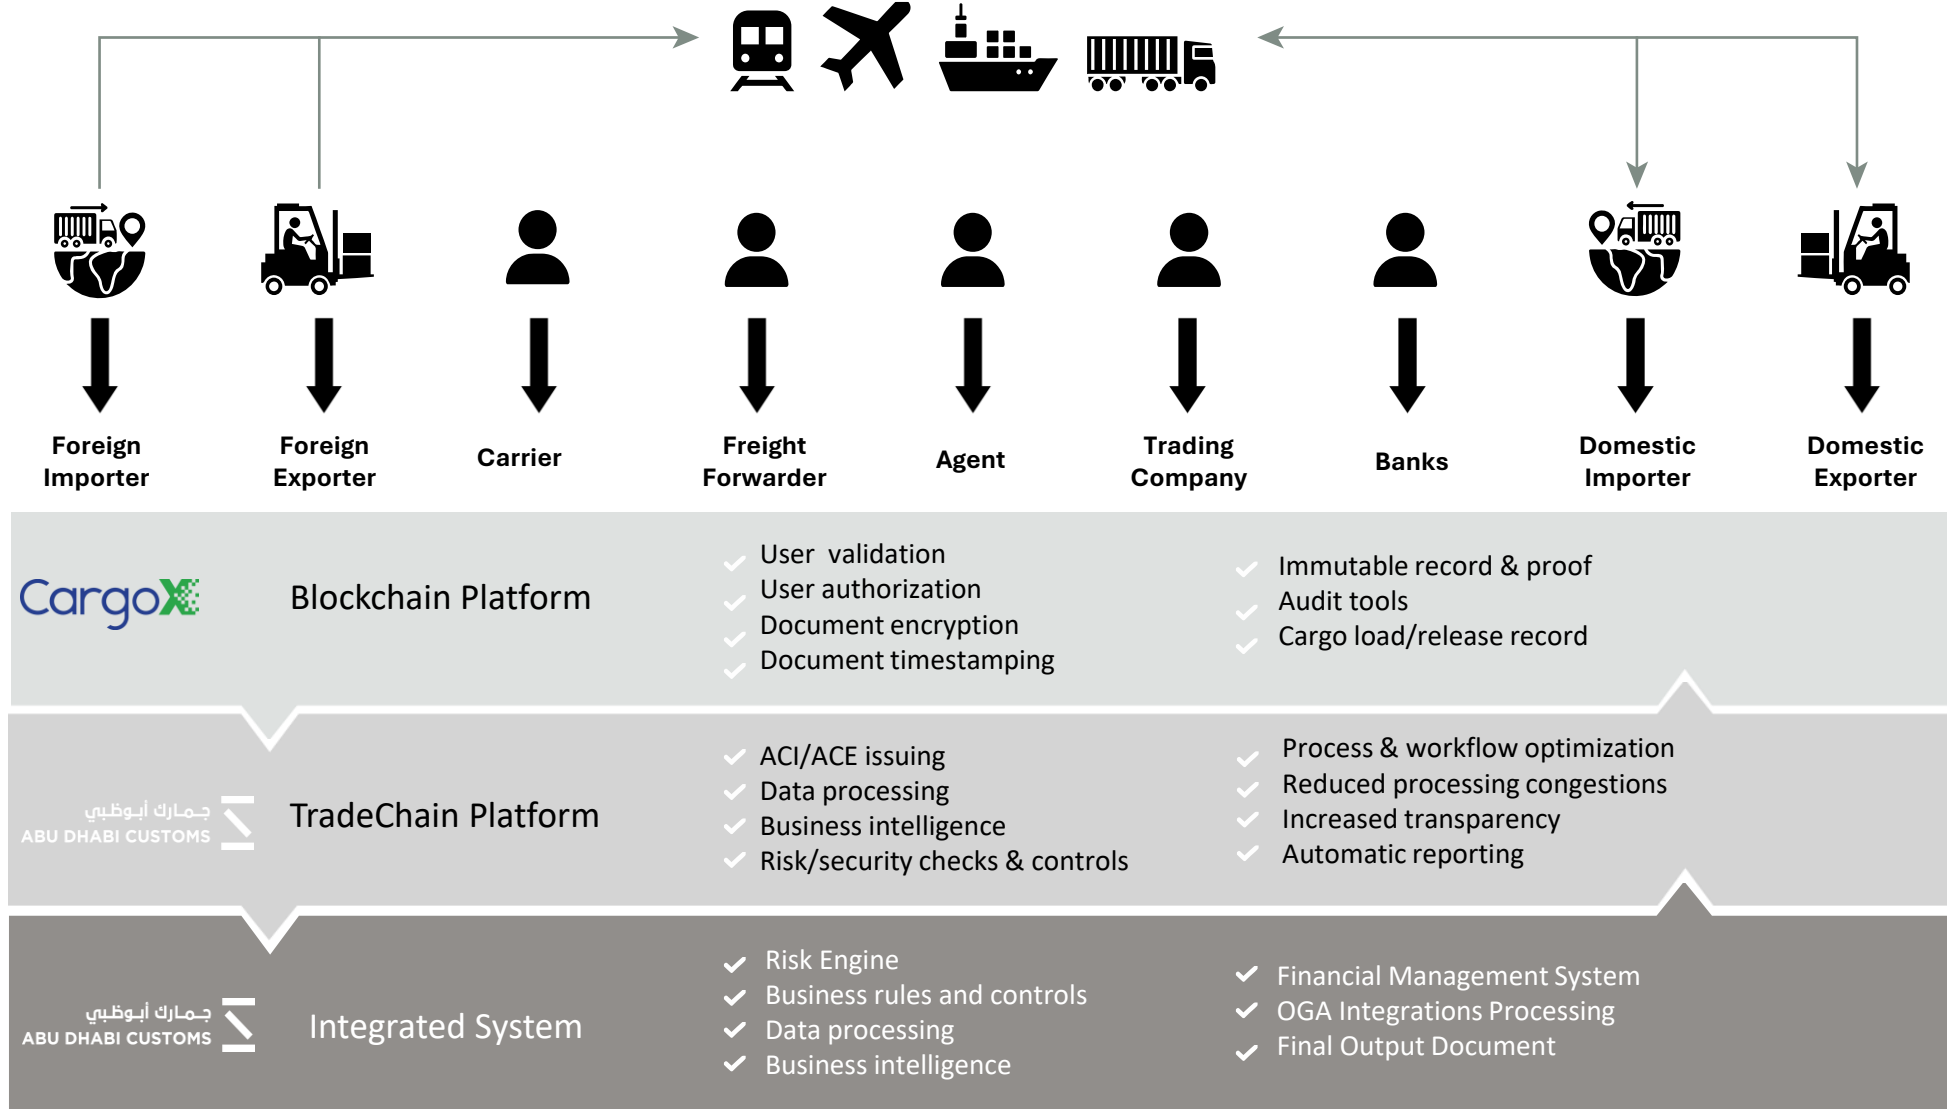 Foreign
Importer
Foreign
Exporter
Carrier
Freight
Forwarder
Agent
Trading
Company
Banks
Domestic
Importer
Domestic
Exporter
CargoX
Blockchain Platform
User validation
User authorization
Document encryption
Document timestamping
Immutable record & proof
Audit tools
Cargo load/release record
جمارك أبوظبي
ABU DHABI CUSTOMS
TradeChain Platform
ACI/ACE issuing
Data processing
Business intelligence
Risk/security checks & controls
Process & workflow optimization
Reduced processing congestions
Increased transparency
Automatic reporting
جمارك أبوظبي
ABU DHABI CUSTOMS
Integrated System
Risk Engine
Business rules and controls
Data processing
Business intelligence
Financial Management System
OGA Integrations Processing
Final Output Document